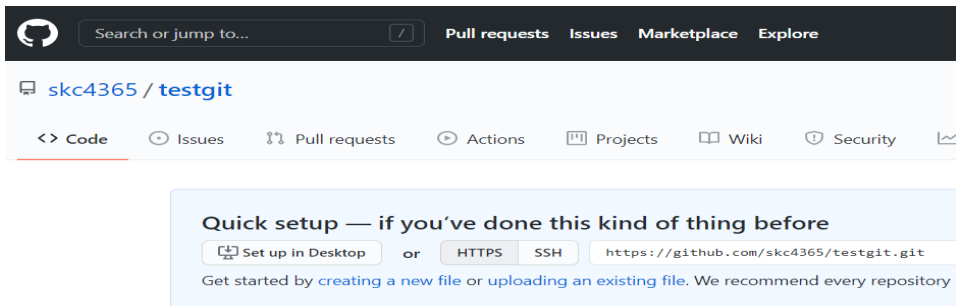 Search or jump to... / Pull requests Issues Marketplace Explore
skc4365 / testgit
<> Code Issues Pull requests Actions Projects Wiki Security
Quick setup — if you've done this kind of thing before
Set up in Desktop or HTTPS SSH https://github.com/skc4365/testgit.git
Get started by creating a new file or uploading an existing file. We recommend every repository